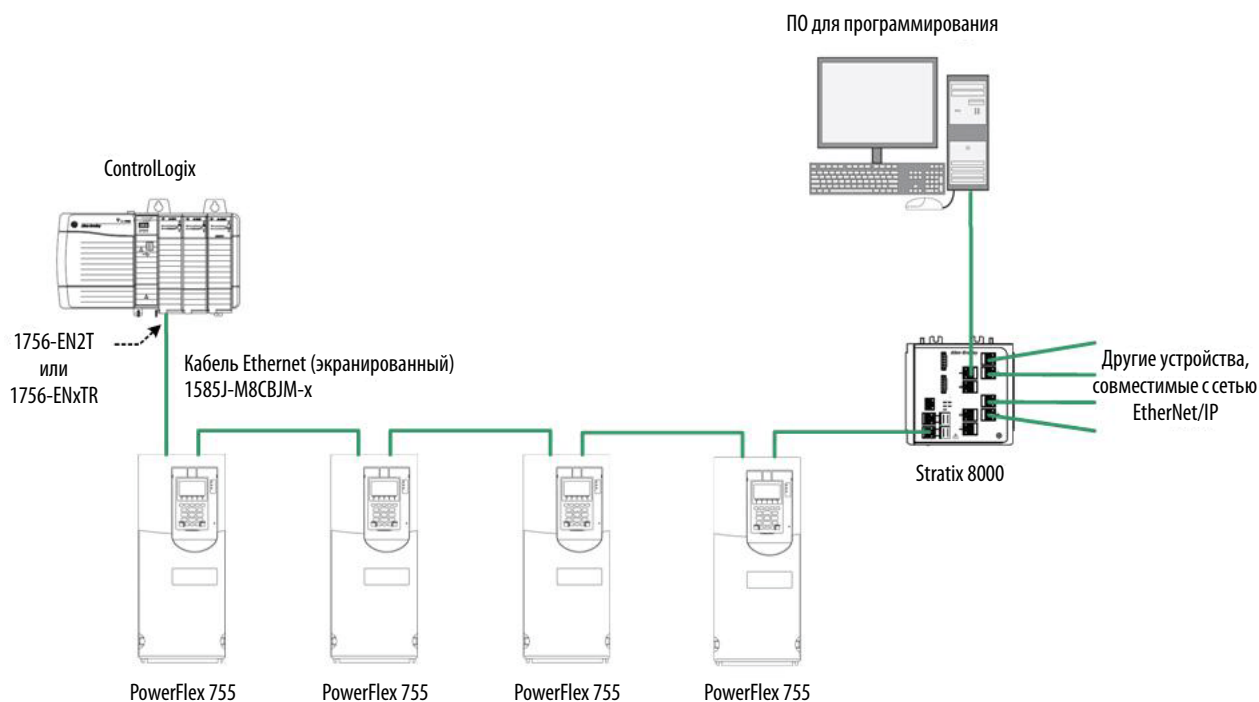 ПО для программирования
ControlLogix
1756-EN2T
или
1756-ENxTR
Кабель Ethernet (экранированный)
1585J-M8CBJM-x
Другие устройства,
совместимые с сетью
EtherNet/IP
Stratix 8000
PowerFlex 755
PowerFlex 755
PowerFlex 755
PowerFlex 755